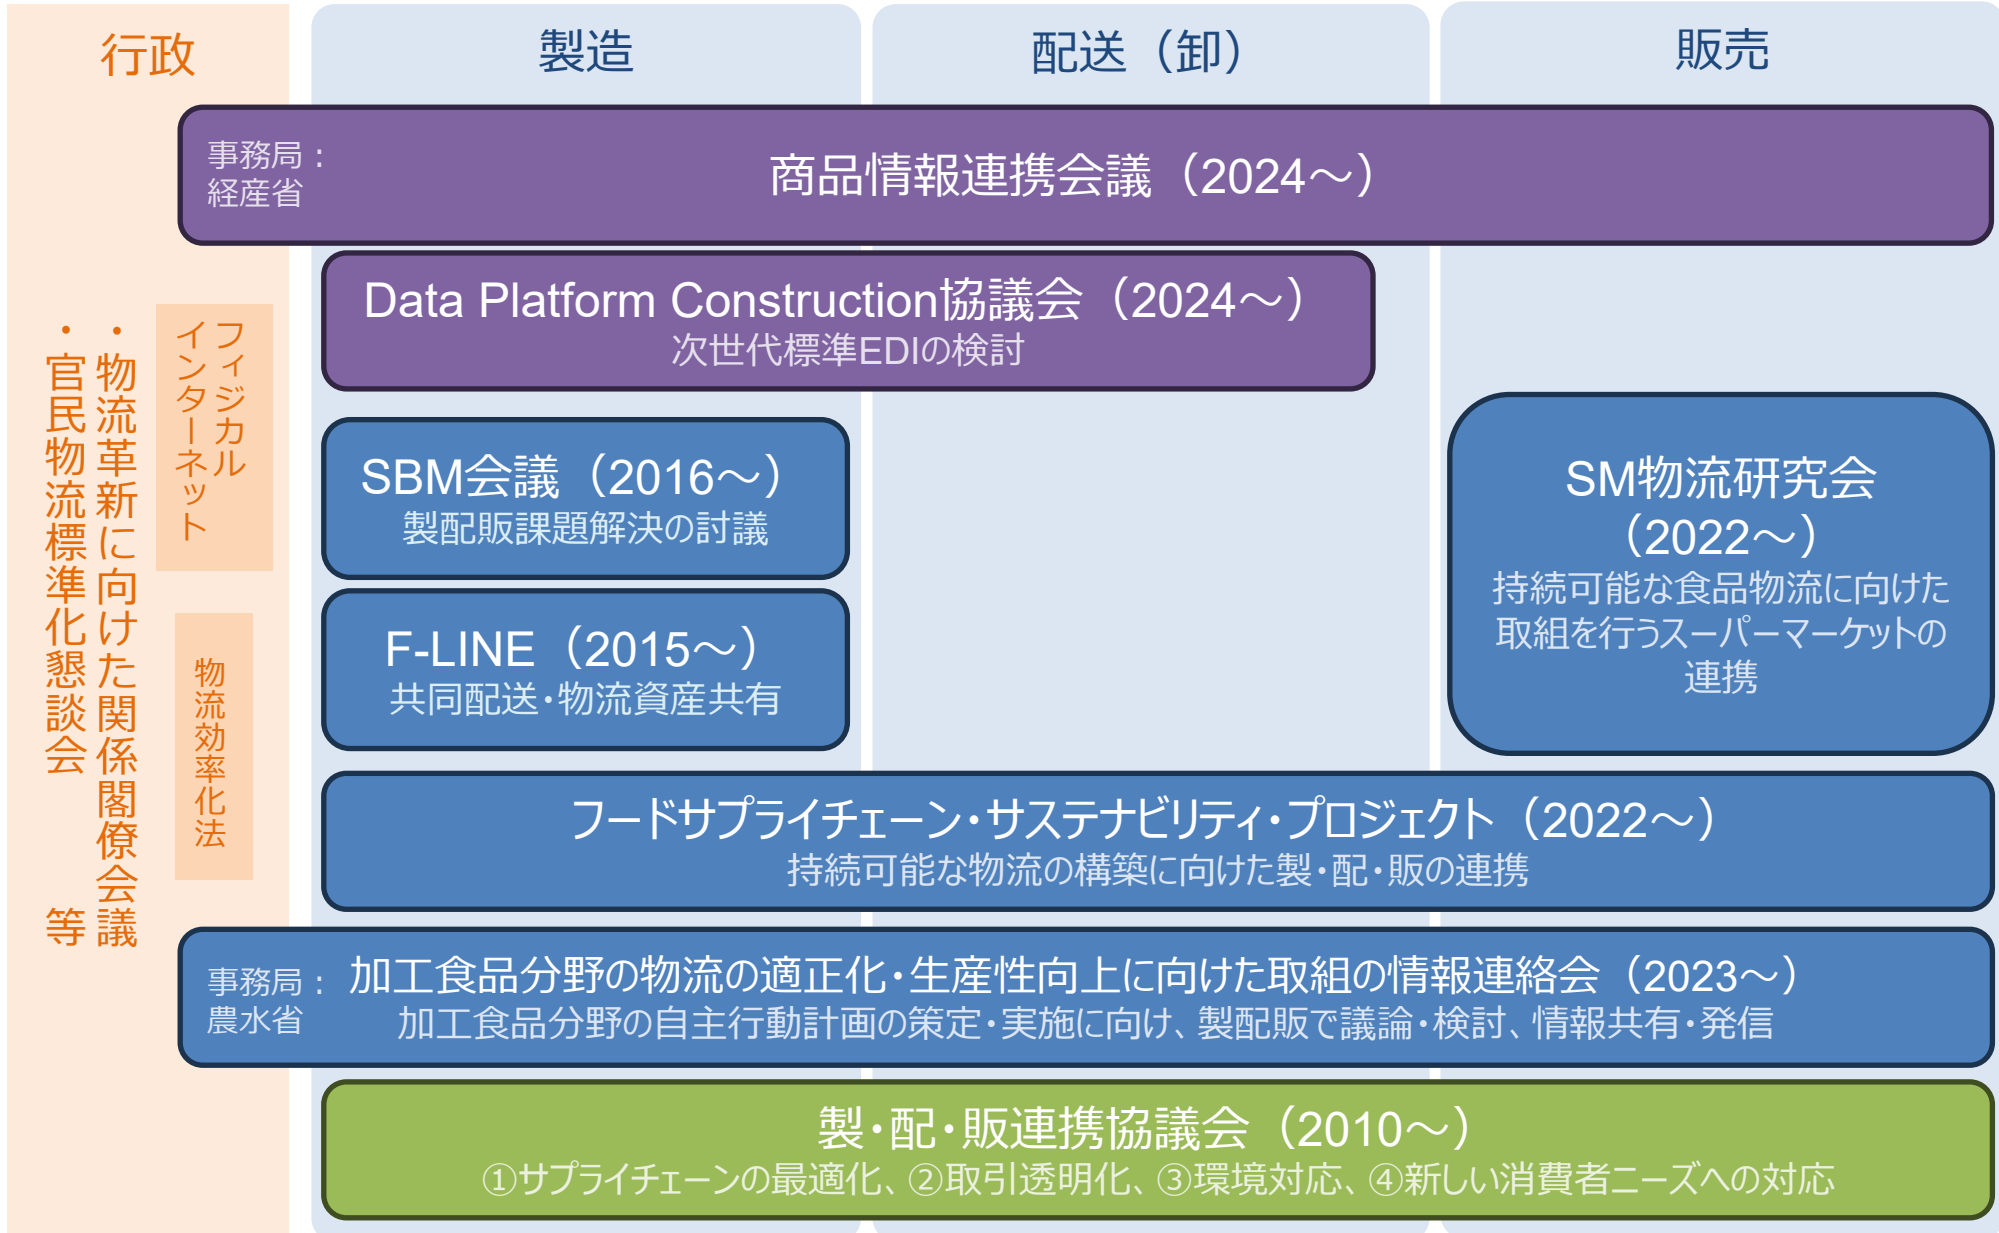 行政
製造
配送（卸）
販売
事務局：
経産省
商品情報連携会議（2024～）
Data Platform Construction協議会（2024～）
次世代標準EDIの検討
・物流革新に向けた関係閣僚会議
・官民物流標準化懇談会　等
フィジカル
インターネット
物流効率化法
SBM会議（2016～）
製配販課題解決の討議
F-LINE（2015～）
共同配送・物流資産共有
SM物流研究会
（2022～）
持続可能な食品物流に向けた
取組を行うスーパーマーケットの
連携
フードサプライチェーン・サステナビリティ・プロジェクト（2022～）
持続可能な物流の構築に向けた製・配・販の連携
事務局：
農水省
加工食品分野の物流の適正化・生産性向上に向けた取組の情報連絡会（2023～）
加工食品分野の自主行動計画の策定・実施に向け、製配販で議論・検討、情報共有・発信
製・配・販連携協議会（2010～）
①サプライチェーンの最適化、②取引透明化、③環境対応、④新しい消費者ニーズへの対応